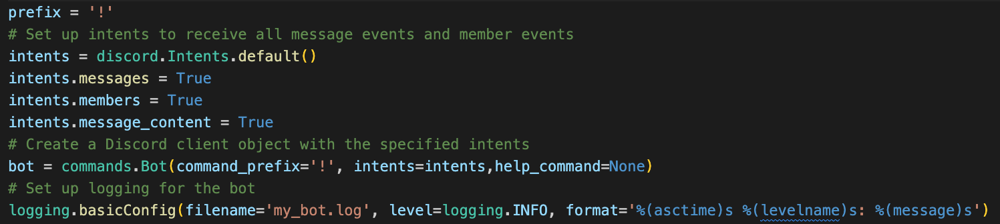 prefix = '!'
# Set up intents to receive all message events and member events
intents = discord.Intents.default()
intents.messages = True
intents.members = True
intents.message_content = True
# Create a Discord client object with the specified intents
bot = commands.Bot(command_prefix='!', intents=intents,help_command=None)
# Set up logging for the bot
logging.basicConfig(filename='my_bot.log', level=logging.INFO, format='%(asctime)s %(levelname)s: %(message)s')